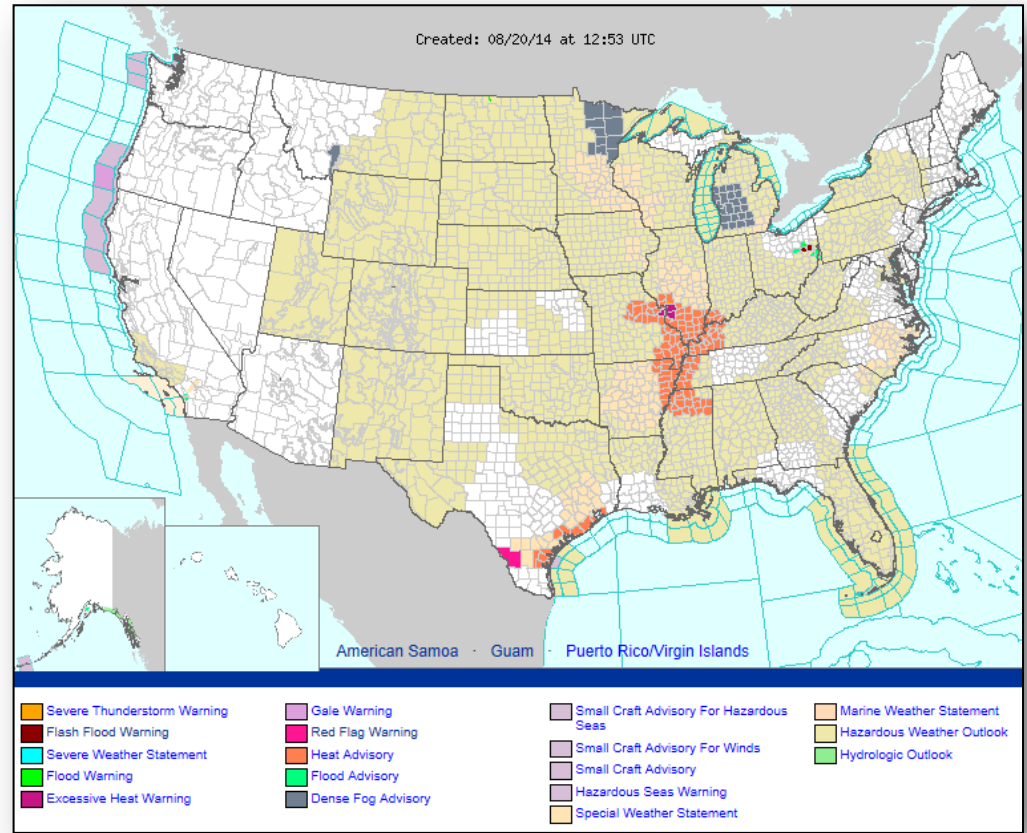 Created: 08/20/14 at 12:53 UTC
American Samoa · Guam · Puerto Rico/Virgin Islands
Severe Thunderstorm Warning
Flash Flood Warning
Severe Weather Statement
Flood Warning
Excessive Heat Warning
Gale Warning
Red Flag Warning
Heat Advisory
Flood Advisory
Dense Fog Advisory
Small Craft Advisory For Hazardous
Seas
Small Craft Advisory For Winds
Small Craft Advisory
Hazardous Seas Warning
Special Weather Statement
Marine Weather Statement
Hazardous Weather Outlook
Hydrologic Outlook